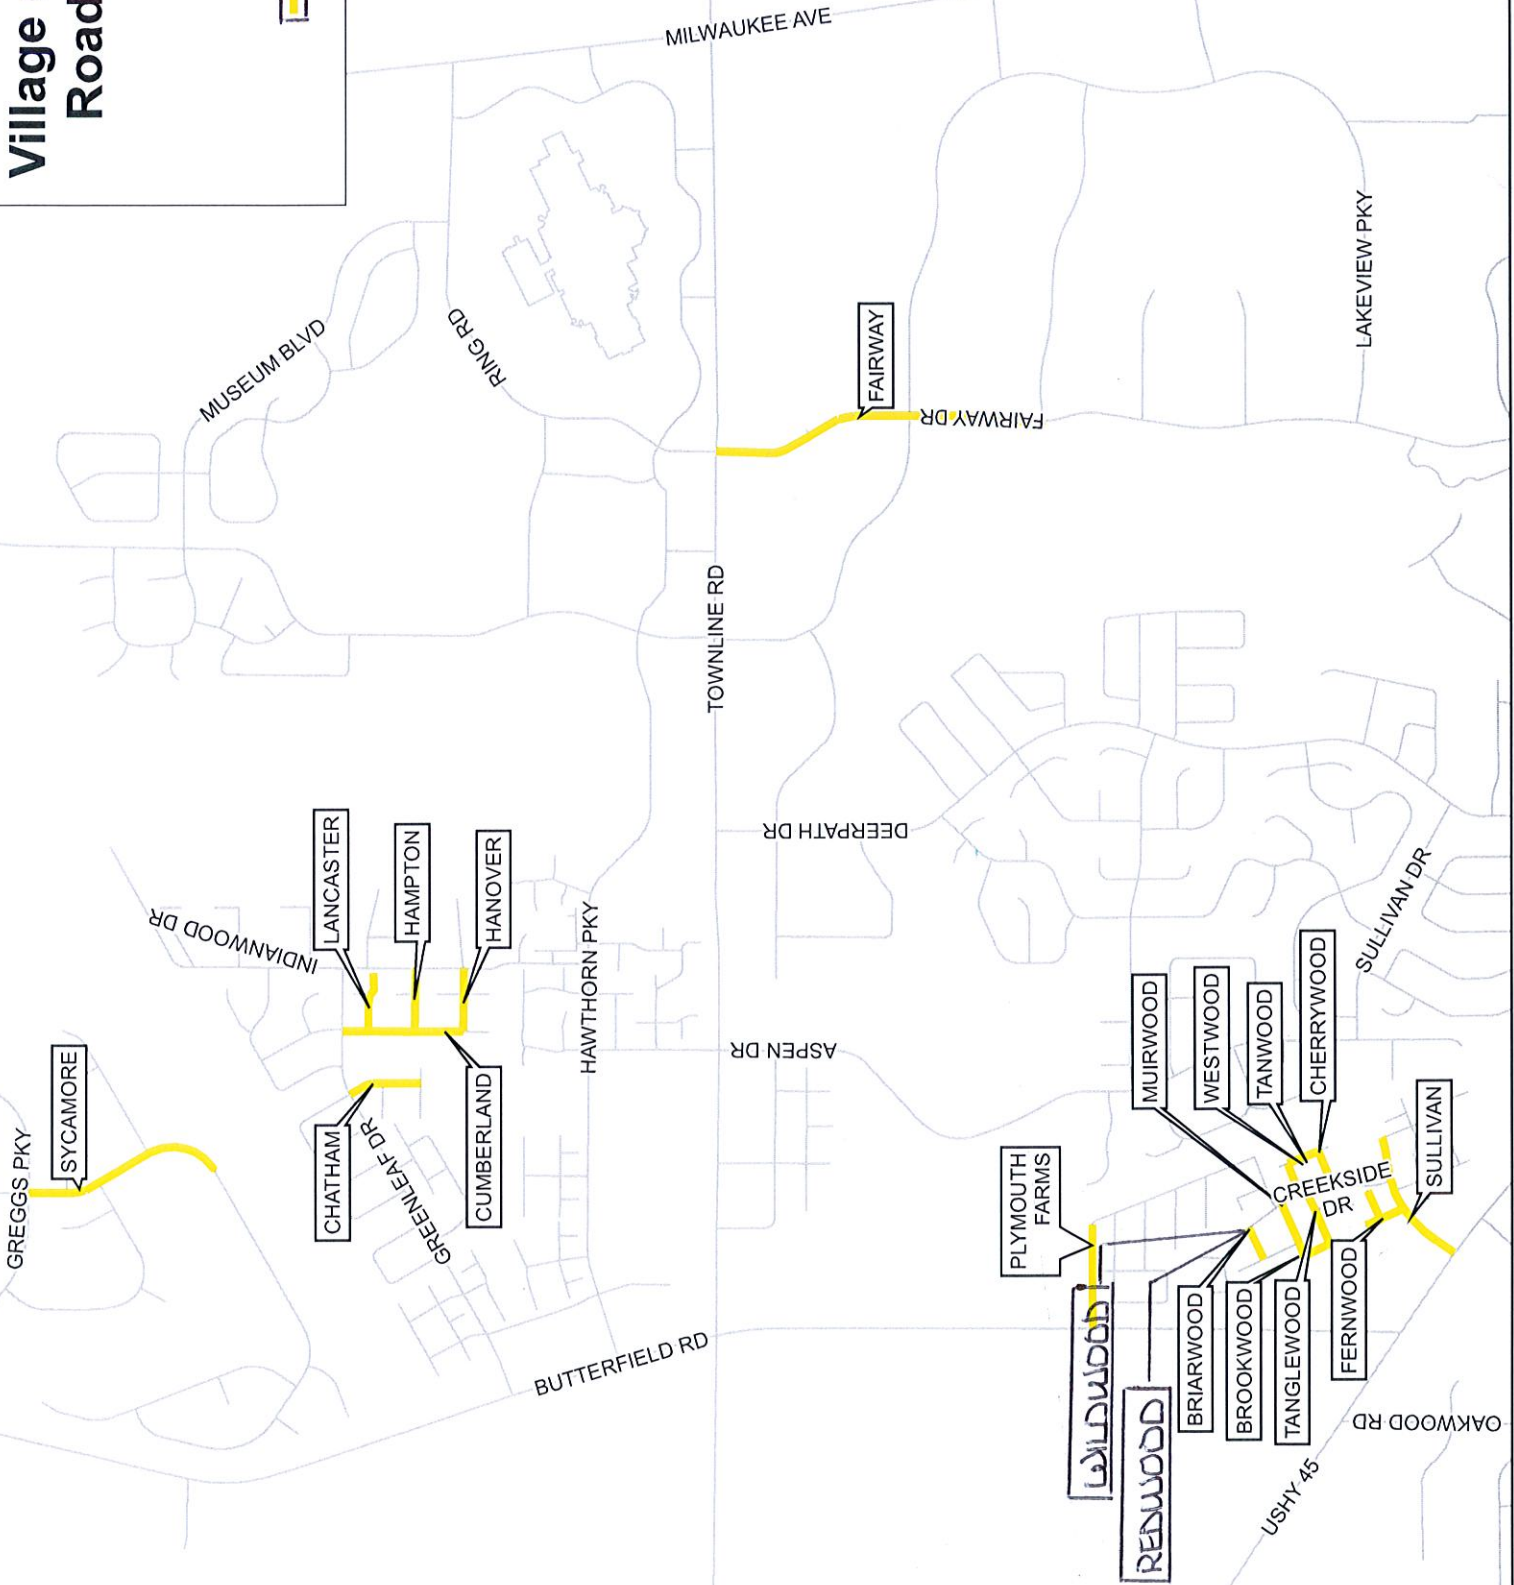 Village
Road
MILWAUKEE AVE
MUSEUM BLVD
RING RD
LAKEVIEW PKY
FAIRWAY
FAIRWAY DR
TOWNLINE RD
DEERPATH DR
LANCASTER
HAMPTON
HANOVER
INDIANWOOD DR
HAWTHORN PKY
SULLIVAN DR
ASPEN DR
SYCAMORE
GREGGS PKY
CHATHAM
GREENLEAF DR
CUMBERLAND
MUIRWOOD
WESTWOOD
TANWOOD
CHERRYWOOD
SULLIVAN
CREEKSIDE
DR
PLYMOUTH
FARMS
BUTTERFIELD RD
WILDWOOD
REDWOOD
BRIARWOOD
BROOKWOOD
TANGLEWOOD
FERNWOOD
OAKWOOD RD
USHY 45